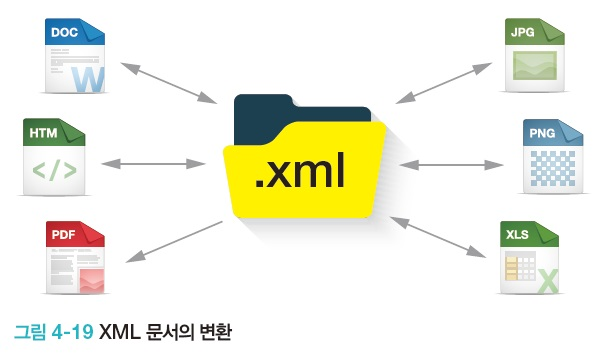 DOC
JPG
W
HTM
</>
.xml
PNG
PDF
XLS
X
그림 4-19 XML 문서의 변환